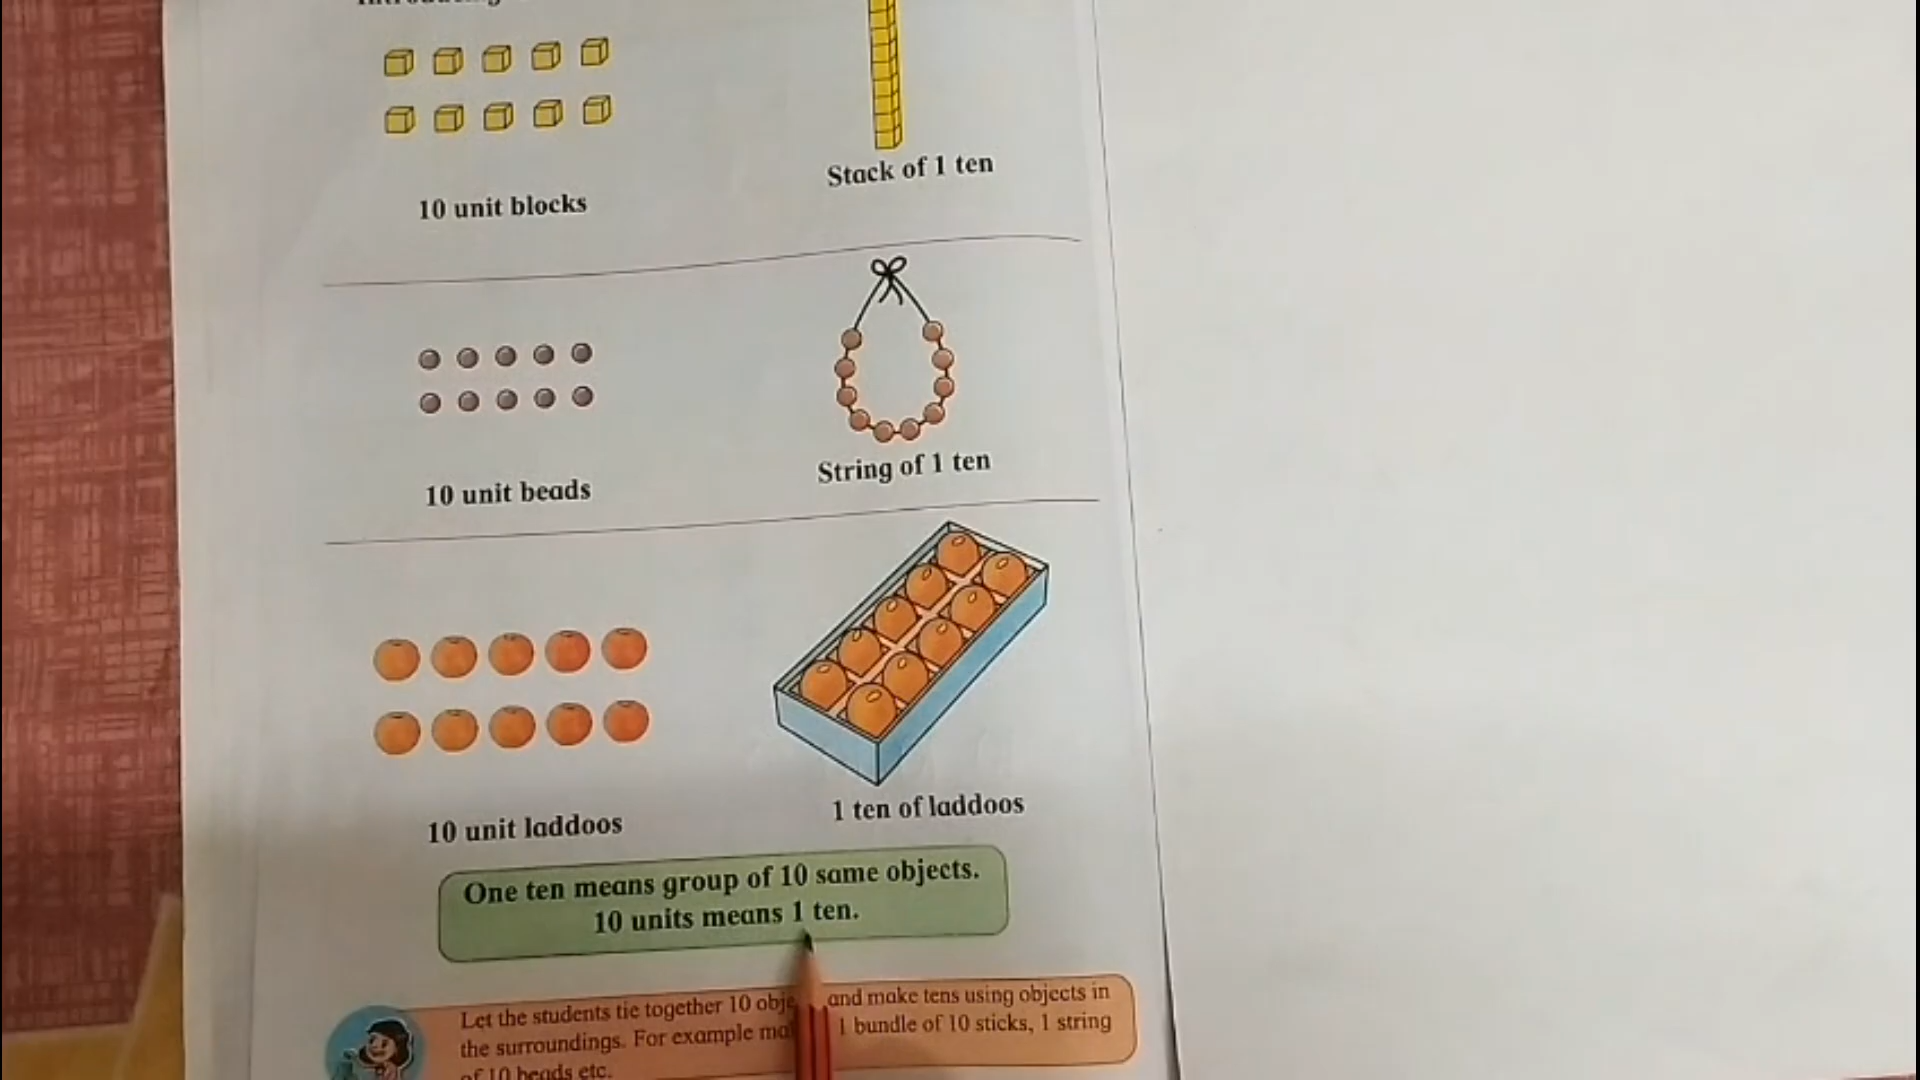 Stack of 1 ten
10 unit blocks
String of 1 ten
10 unit beads
1 ten of laddoos
10 unit laddoos
One ten means group of 10 same objects.
10 units means 1 ten.
Let the students tie together 10 and make tens using objects in
the surroundings. For example 1 bundle of 10 sticks, 1 string
of 10 beads etc.